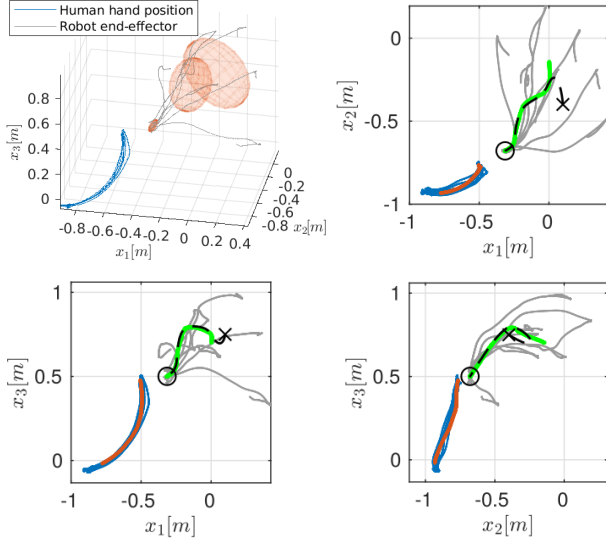 Human hand position
Robot end-effector
0.8
0.6
0.4
0.2
0
x₃[m]
-0.8 -0.6 -0.4 -0.2 0 0.2 0.4
x₁[m]
0
-0.2
-0.4
-0.6
-0.8
x₂[m]
0
-0.5
-1
x₂[m]
-1 -0.5 0
x₁[m]
1
0.5
0
x₃[m]
-1 -0.5 0
x₁[m]
1
0.5
0
x₃[m]
-1 -0.5 0
x₂[m]